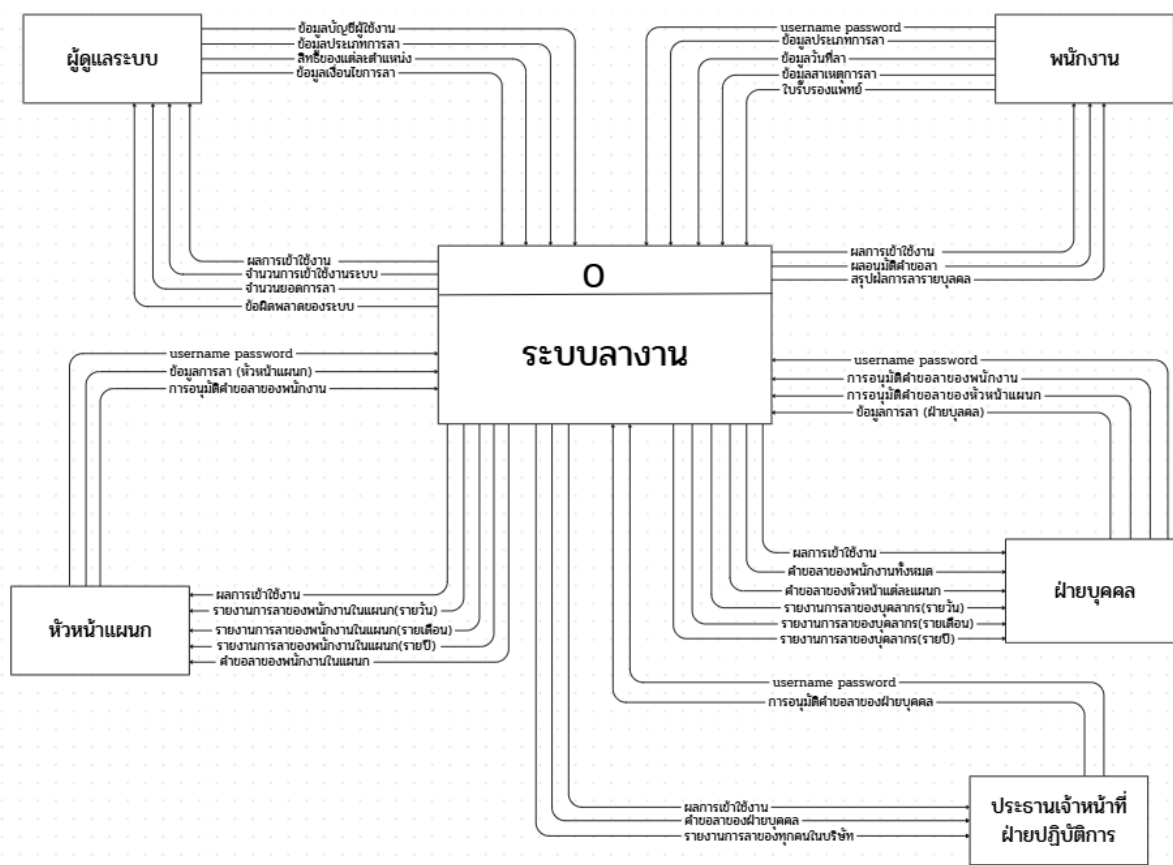 ผู้ดูแลระบบ
ข้อมูลบัญชีผู้ใช้งาน
ข้อมูลประเภทการลา
สิทธิ์ของแต่ละตำแหน่ง
ข้อมูลเงื่อนไขการลา
username password
ข้อมูลประเภทการลา
ข้อมูลวันที่ลา
ข้อมูลสาเหตุการลา
ใบรับรองแพทย์
พนักงาน
ผลการเข้าใช้งาน
จำนวนการเข้าใช้งานระบบ
จำนวนยอดการลา
ข้อผิดพลาดของระบบ
0
ระบบลางาน
ผลการเข้าใช้งาน
ผลอนุมัติคำขอลา
สรุปผลการลารายบุคคล
username password
ข้อมูลการลา (หัวหน้าแผนก)
การอนุมัติคำขอลาของพนักงาน
username password
การอนุมัติคำขอลาของพนักงาน
การอนุมัติคำขอลาของหัวหน้าแผนก
ข้อมูลการลา (ฝ่ายบุลคล)
หัวหน้าแผนก
ผลการเข้าใช้งาน
รายงานการลาของพนักงานในแผนก(รายวัน)
รายงานการลาของพนักงานในแผนก(รายเดือน)
รายงานการลาของพนักงานในแผนก(รายปี)
คำขอลาของพนักงานในแผนก
ผลการเข้าใช้งาน
คำขอลาของพนักงานทั้งหมด
คำขอลาของหัวหน้าแต่ละแผนก
รายงานการลาของบุคลากร(รายวัน)
รายงานการลาของบุคลากร(รายเดือน)
รายงานการลาของบุคลากร(รายปี)
ฝ่ายบุคคล
username password
การอนุมัติคำขอลาของฝ่ายบุคคล
ผลการเข้าใช้งาน
คำขอลาของฝ่ายบุคคล
รายงานการลาของทุกคนในบริษัท
ประธานเจ้าหน้าที่
ฝ่ายปฏิบัติการ